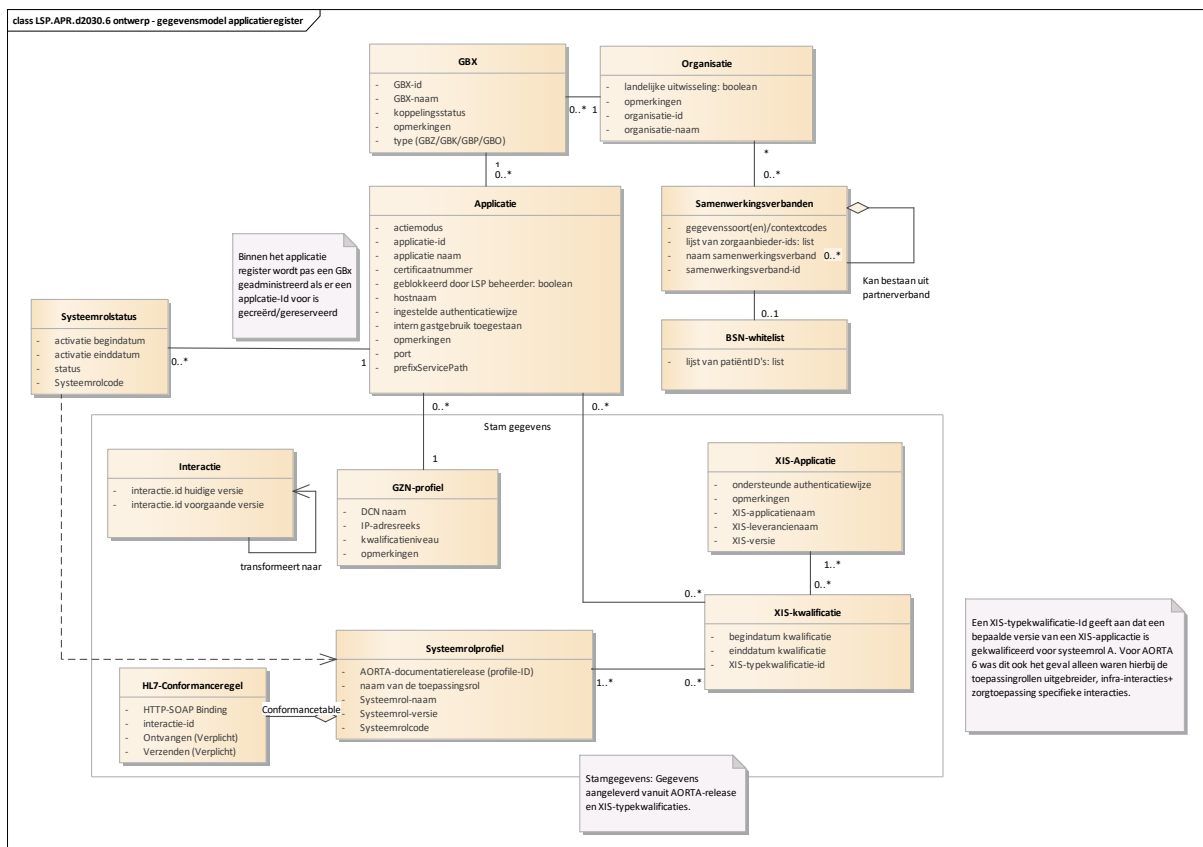 class LSP.APR.d2030.6 ontwerp - gegevensmodel applicatieregister
GBX
- GBX-id
- GBX-naam
- koppelingsstatus
- opmerkingen
- type (GBZ/GBK/GBP/GBO)
Organisatie
- landelijke uitwisseling: boolean
- opmerkingen
- organisatie-id
- organisatie-naam
0..*
1
1
0..*
*
0..*
Applicatie
- actiemodus
- applicatie-id
- applicatie naam
- certificaatnummer
- geblokkeerd door LSP beheerder: boolean
- hostnaam
- ingestelde authenticatiewijze
- intern gastgebruik toegestaan
- opmerkingen
- port
- prefixServicePath
Samenwerkingsverbanden
- gegevenssoort(en)/contextcodes
- lijst van zorgaanbieder-ids: list
- naam samenwerkingsverband
- samenwerkingsverband-id
0..*
Kan bestaan uit
partnerverband
0..1
BSN-whitelist
- lijst van patiëntID's: list
Binnen het applicatie
register wordt pas een GBx
geadministreerd als er een
applcatie-Id voor is
gecreërd/gereserveerd
Systeemrolstatus
- activatie begindatum
- activatie einddatum
- status
- Systeemrolcode
0..*
1
0..*
0..*
Stam gegevens
Interactie
- interactie.id huidige versie
- interactie.id voorgaande versie
transformeert naar
1
GZN-profiel
- DCN naam
- IP-adresreeks
- kwalificatieniveau
- opmerkingen
XIS-Applicatie
- ondersteunde authenticatiewijze
- opmerkingen
- XIS-applicatienaam
- XIS-leverancienaam
- XIS-versie
1..*
0..*
0..*
XIS-kwalificatie
- begindatum kwalificatie
- einddatum kwalificatie
- XIS-typekwalificatie-id
Een XIS-typekwalificatie-Id geeft aan dat een
bepaalde versie van een XIS-applicactie is
gekwalificeerd voor systeemrol A. Voor AORTA
6 was dit ook het geval alleen waren hierbij de
toepassingrollen uitgebreider, infra-interacties+
zorgtoepassing specifieke interacties.
Systeemrolprofiel
- AORTA-documentatierelease (profile-ID)
- naam van de toepassingsrol
- Systeemrol-naam
- Systeemrol-versie
- Systeemrolcode
1..*
0..*
HL7-Conformanceregel
- HTTP-SOAP Binding
- interactie-id
- Ontvangen (Verplicht)
- Verzenden (Verplicht)
Conformancetable
Stamgegevens: Gegevens
aangeleverd vanuit AORTA-release
en XIS-typekwalificaties.